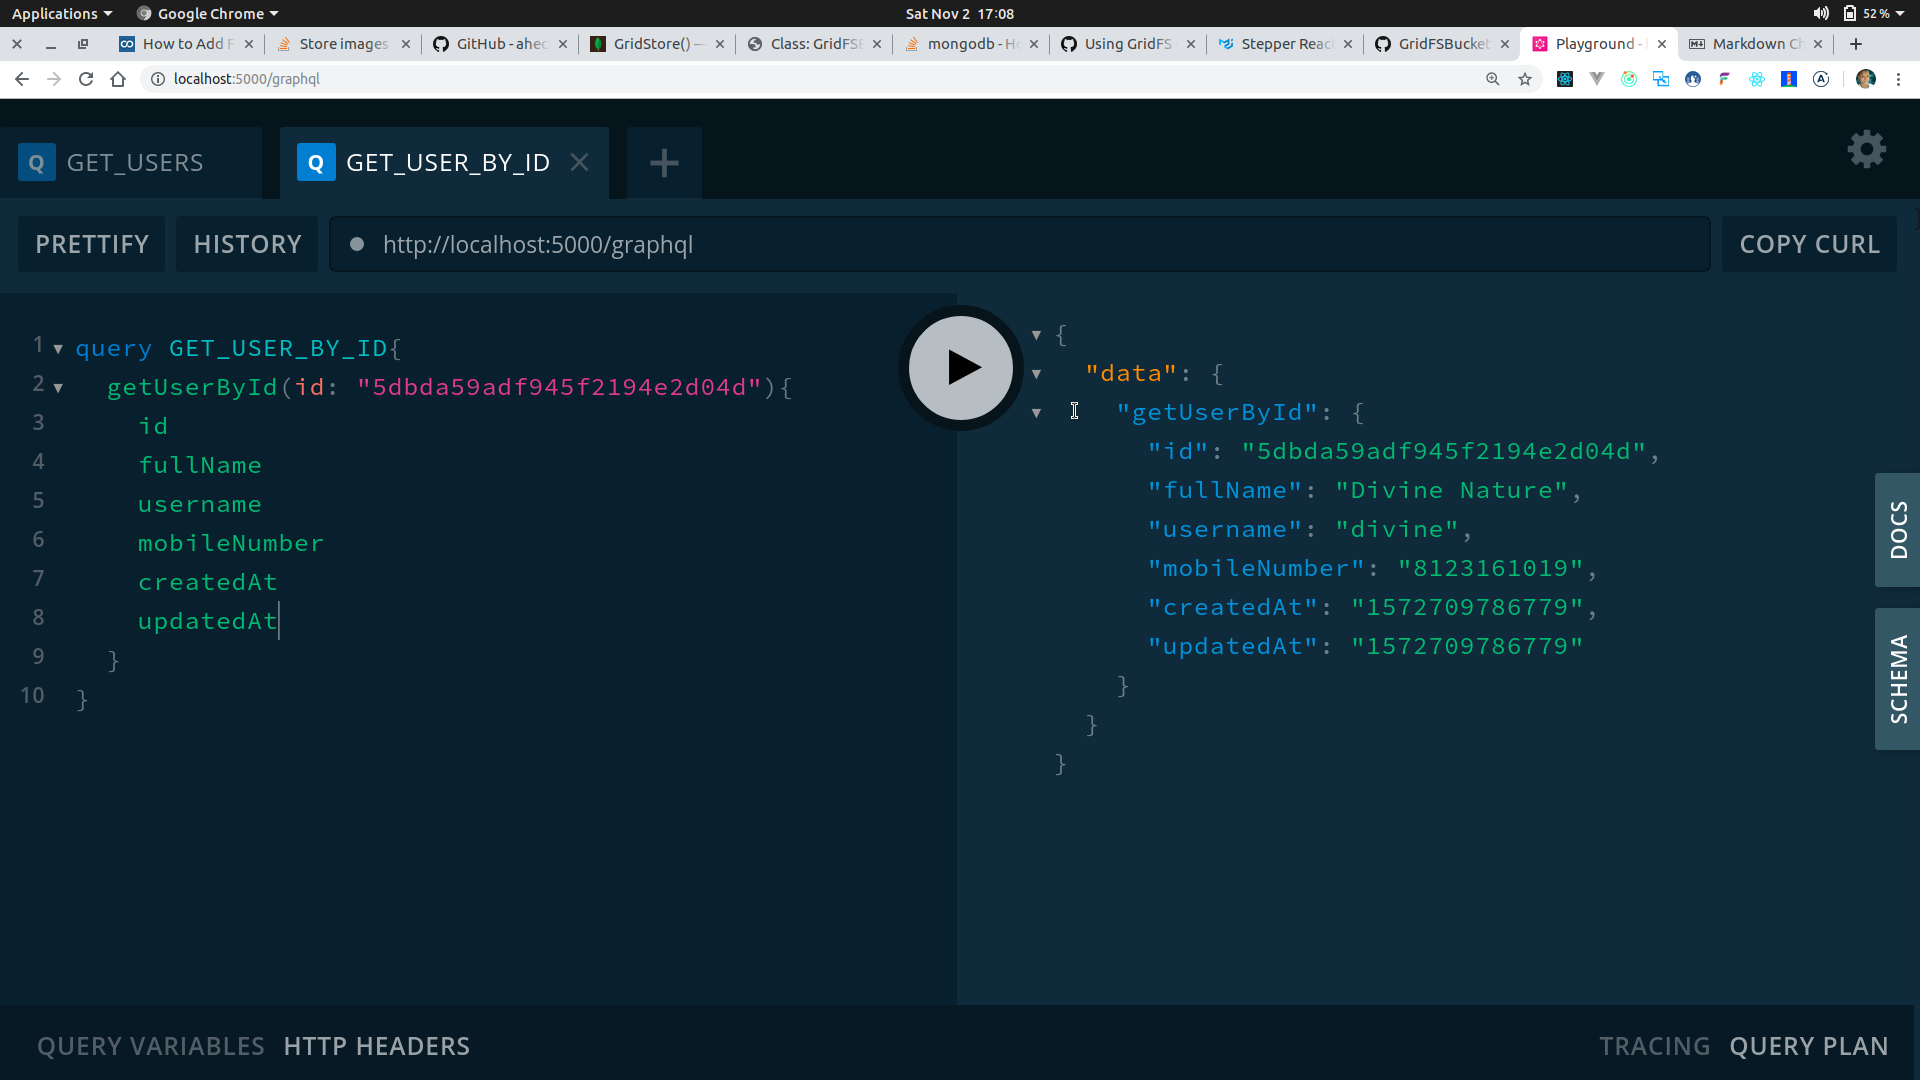 Applications Google Chrome Sat Nov 2 17:08 52 %
How to Add Store images GitHub - ahec GridStore() — Class: GridFS mongodb - H Using GridFS Stepper Reac GridFSBucket Playground - Markdown C
localhost:5000/graphql
Q GET_USERS Q GET_USER_BY_ID
PRETTIFY HISTORY http://localhost:5000/graphql COPY CURL
1 query GET_USER_BY_ID{
2 getUserById(id: "5dbda59adf945f2194e2d04d"){
3 id
4 fullName
5 username
6 mobileNumber
7 createdAt
8 updatedAt
9 }
10 }
{
"data": {
"getUserById": {
"id": "5dbda59adf945f2194e2d04d",
"fullName": "Divine Nature",
"username": "divine",
"mobileNumber": "8123161019",
"createdAt": "1572709786779",
"updatedAt": "1572709786779"
}
}
}
DOCS
SCHEMA
QUERY VARIABLES HTTP HEADERS TRACING QUERY PLAN